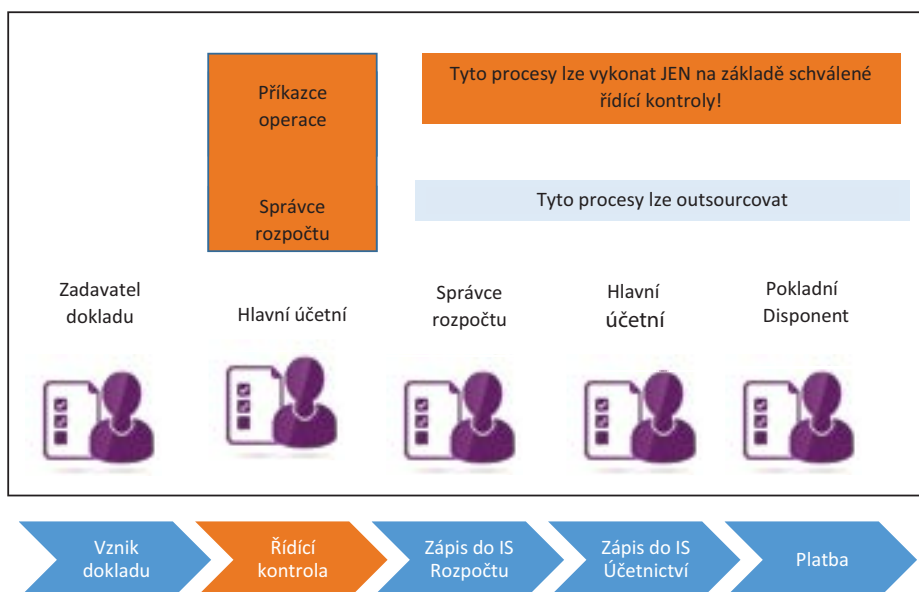 Příkazce
operace
Správce
rozpočtu
Tyto procesy lze vykonat JEN na základě schválené
řídící kontroly!
Tyto procesy lze outsourcovat
Zadavatel
dokladu
Hlavní účetní
Správce
rozpočtu
Hlavní
účetní
Pokladní
Disponent
Vznik
dokladu
Řídící
kontrola
Zápis do IS
Rozpočtu
Zápis do IS
Účetnictví
Platba